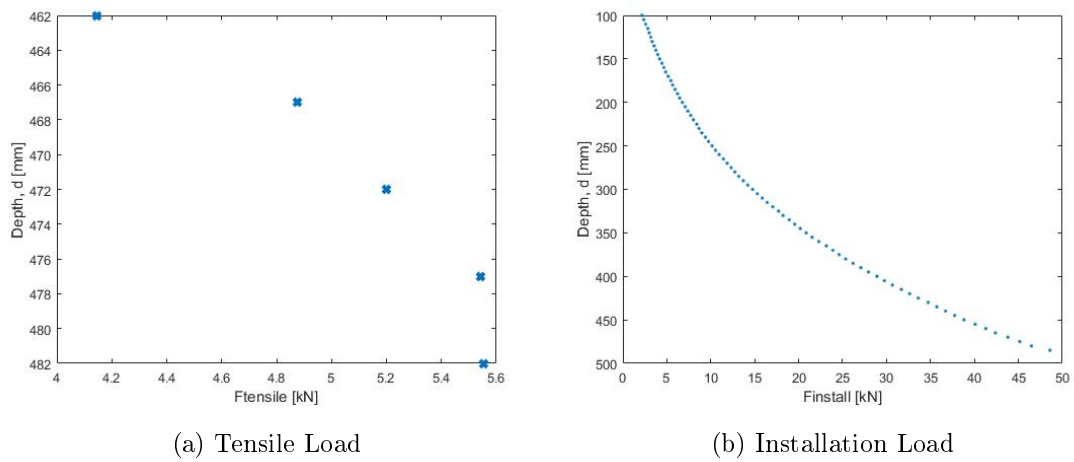 462
464
466
468
470
472
474
476
478
480
482
Depth, d [mm]
4 4.2 4.4 4.6 4.8 5 5.2 5.4 5.6
Ftensile [kN]
(a) Tensile Load
100
150
200
250
300
350
400
450
500
Depth, d [mm]
0 5 10 15 20 25 30 35 40 45 50
Finstall [kN]
(b) Installation Load